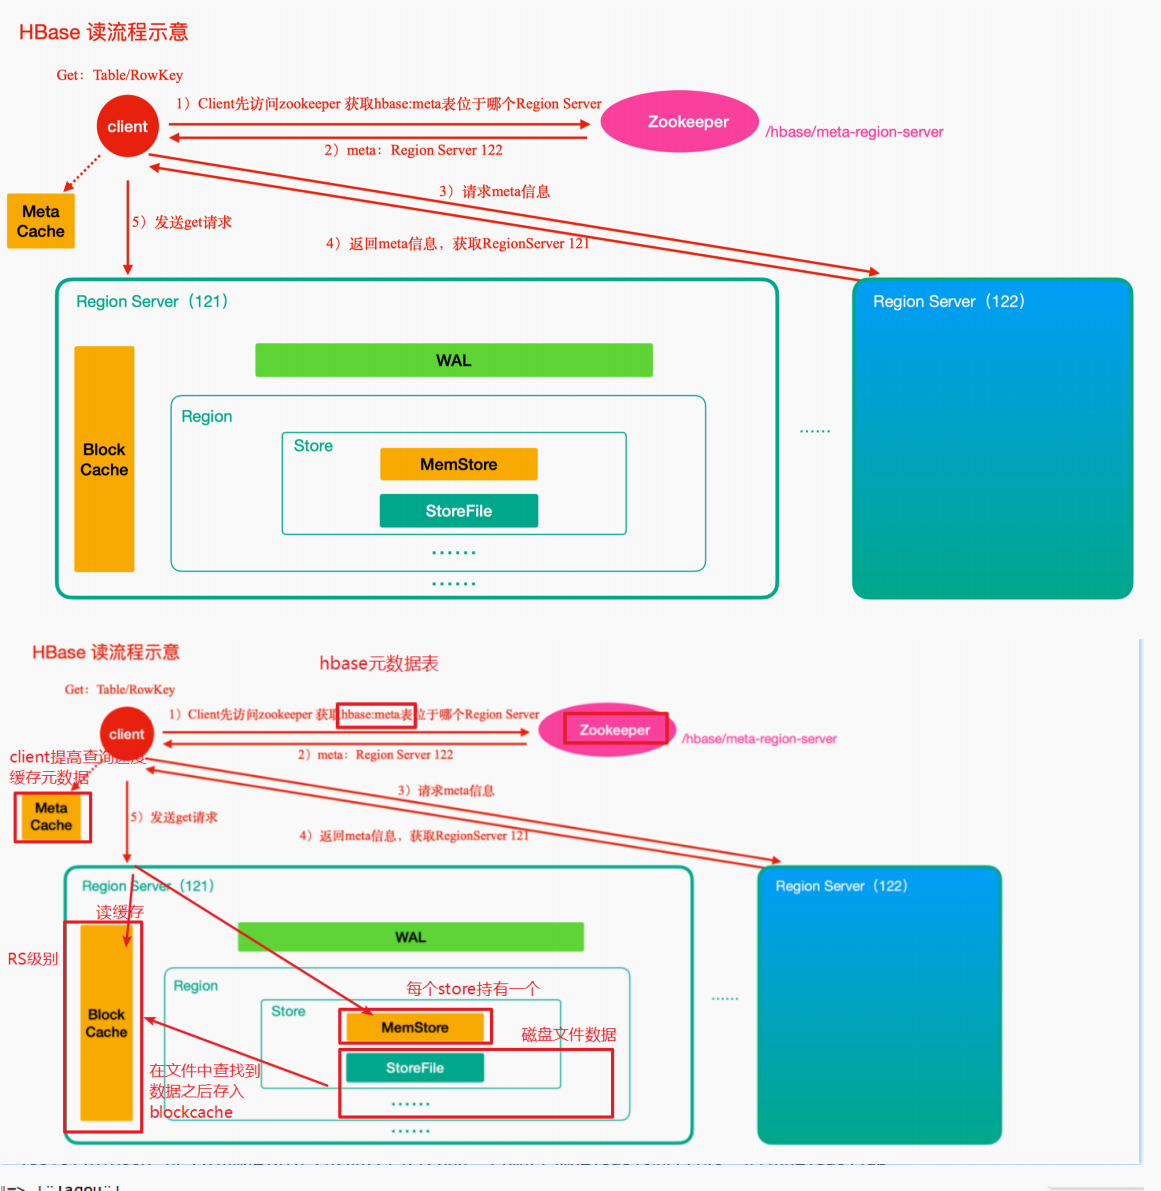 HBase 读流程示意
Get：Table/RowKey
1）Client先访问zookeeper 获取hbase:meta表位于哪个Region Server
client
Zookeeper
/hbase/meta-region-server
2）meta：Region Server 122
3）请求meta信息
Meta
Cache
5）发送get请求
4）返回meta信息，获取RegionServer 121
Region Server（121）
Region Server（122）
WAL
Region
Store
Block
Cache
MemStore
StoreFile
......
......
......
HBase 读流程示意
hbase元数据表
Get：Table/RowKey
1）Client先访问zookeeper 获取hbase:meta表位于哪个Region Server
client
Zookeeper
/hbase/meta-region-server
2）meta：Region Server 122
client提高查询速度
缓存元数据
3）请求meta信息
Meta
Cache
5）发送get请求
4）返回meta信息，获取RegionServer 121
Region Server（121）
Region Server（122）
读缓存
WAL
RS级别
Region
每个store持有一个
Store
Block
Cache
MemStore
磁盘文件数据
StoreFile
在文件中查找到
数据之后存入
blockcache
......
......
......